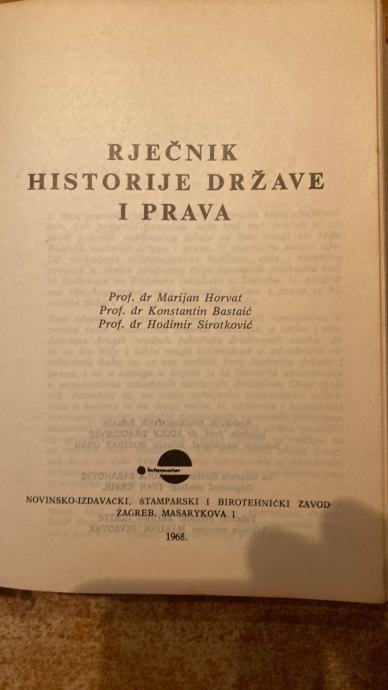 RJEČNIK
HISTORIJE DRŽAVE
I PRAVA
Prof. dr Marijan Horvat
Prof. dr Konstantin Bastaić
Prof. dr Hodimir Sirotković
informator
NOVINSKO-IZDAVAČKI, ŠTAMPARSKI I BIROTEHNIČKI ZAVOD
ZAGREB, MASARYKOVA 1
1968.